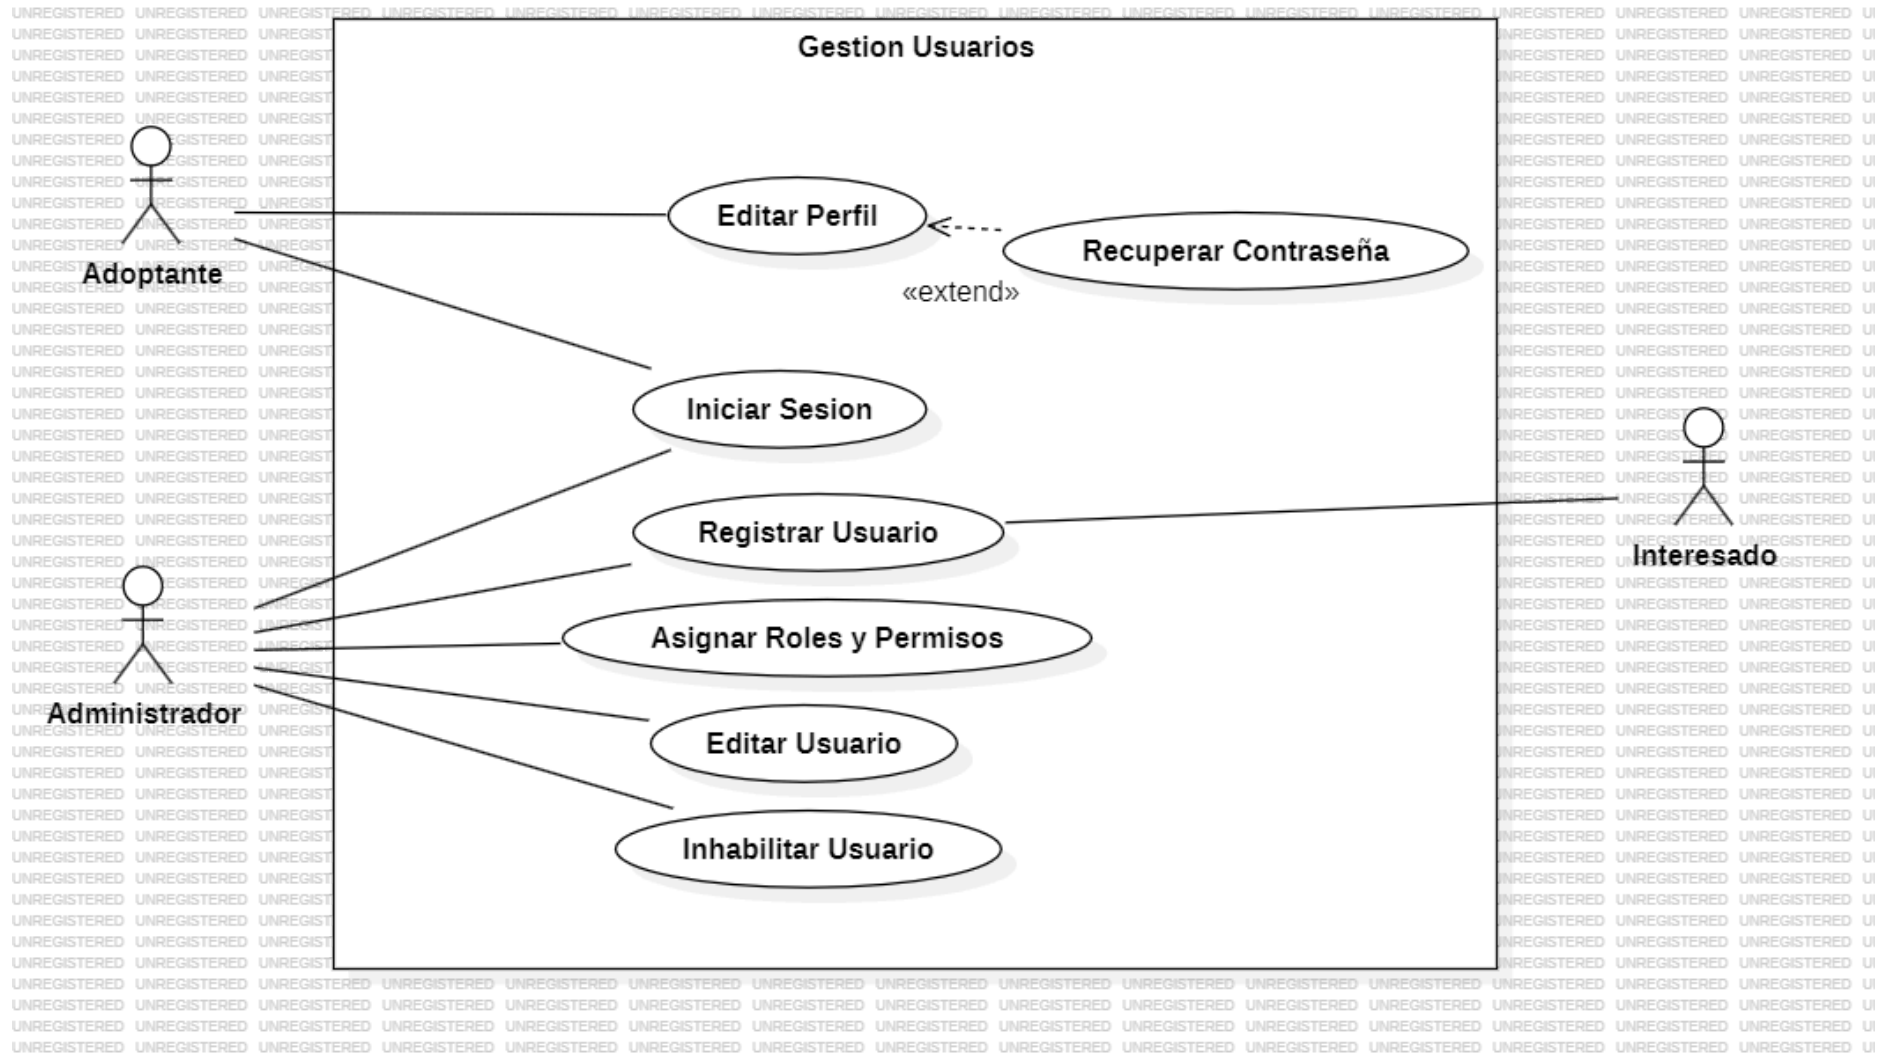 Gestion Usuarios
Editar Perfil
Recuperar Contraseña
Adoptante
«extend»
Iniciar Sesion
Registrar Usuario
Interesado
Asignar Roles y Permisos
Administrador
Editar Usuario
Inhabilitar Usuario
UNREGISTERED